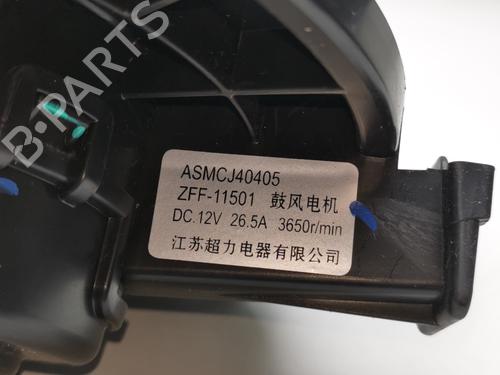 B·PARTS
ASMCJ40405
ZFF-11501 鼓风电机
DC.12V 26.5A 3650r/min
江苏超力电器有限公司